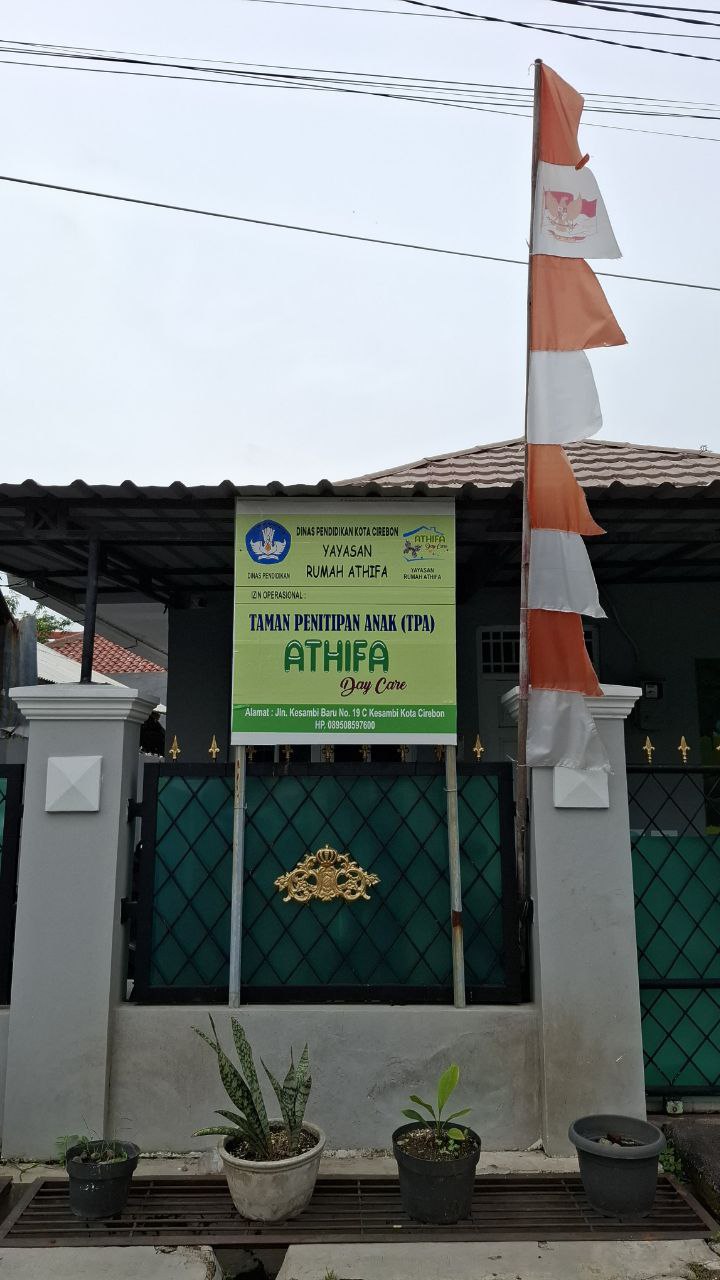 DINAS PENDIDIKAN KOTA CIREBON
YAYASAN
RUMAH ATHIFA
DINAS PENDIDIKAN
ATHIFA
Day Care
YAYASAN
RUMAH ATHIFA
IZIN OPERASIONAL :
TAMAN PENITIPAN ANAK (TPA)
ATHIFA
Day Care
Alamat : Jln. Kesambi Baru No. 19 C Kesambi Kota Cirebon
HP. 089508597600